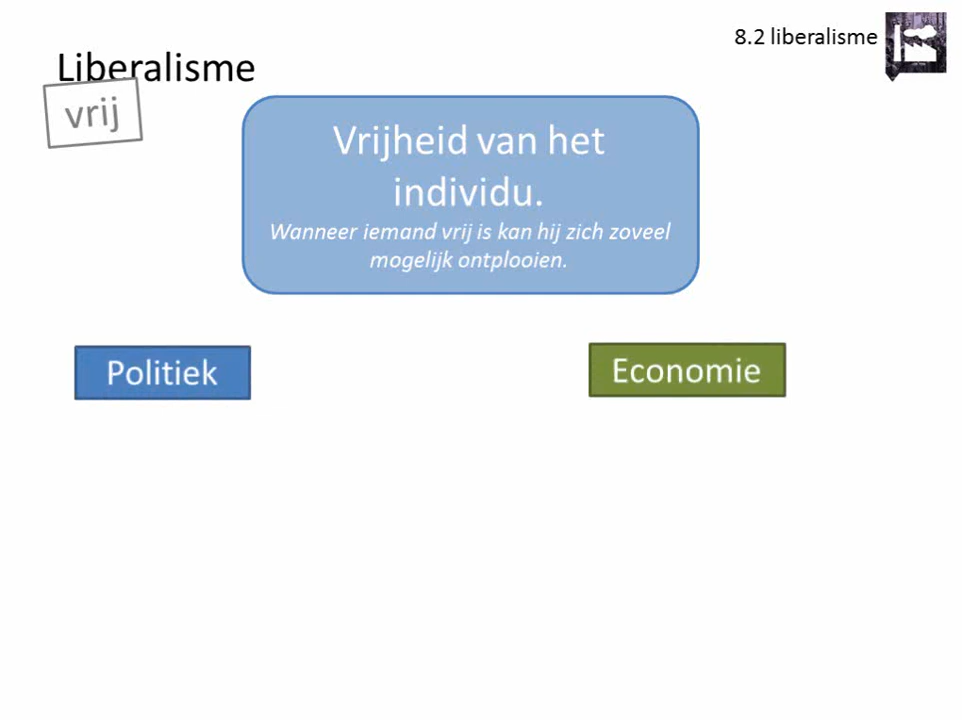 8.2 liberalisme
Liberalisme
vrij
Vrijheid van het
individu.
Wanneer iemand vrij is kan hij zich zoveel
mogelijk ontplooien.
Politiek
Economie